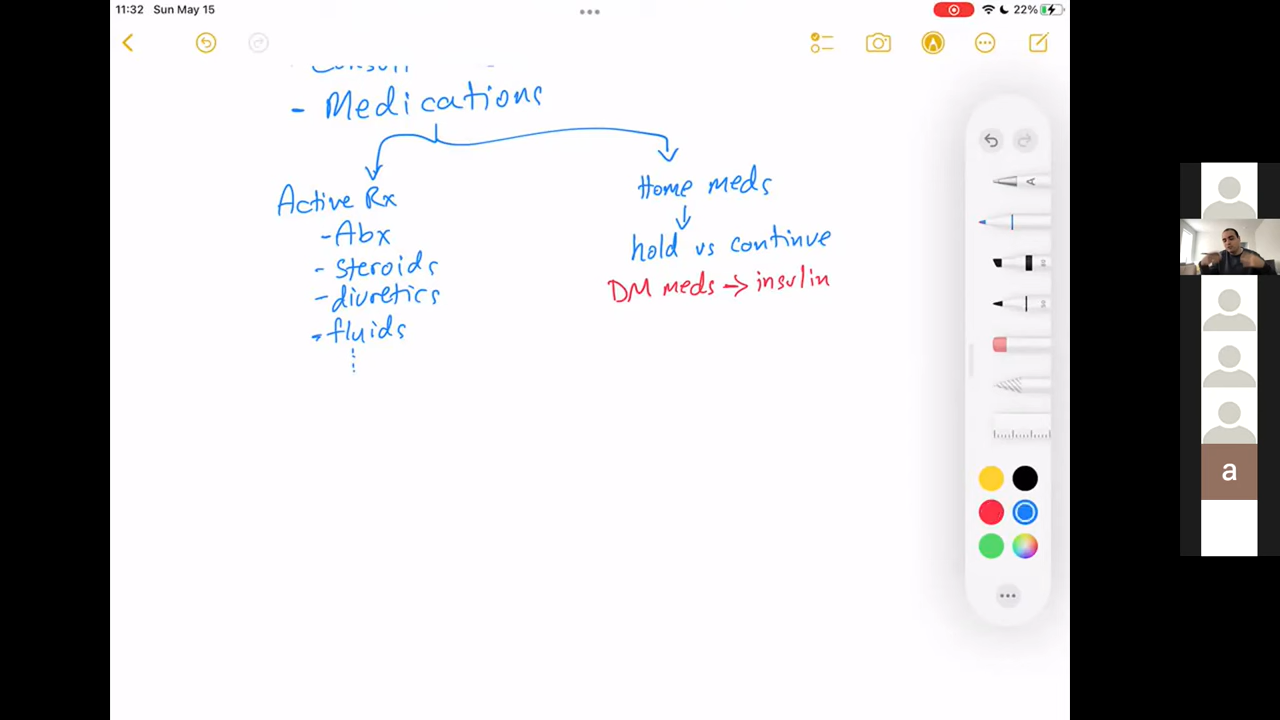 11:32 Sun May 15
22%
Consult
- Medications
Active Rx
- Abx
- Steroids
- diuretics
- fluids
Home meds
hold vs continue
DM meds → insulin
A
a